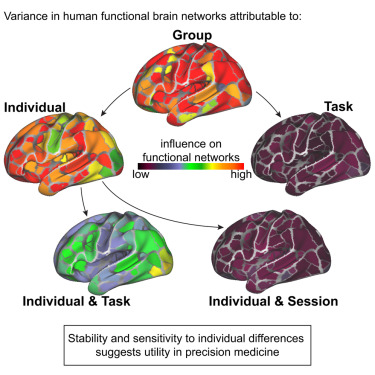 Variance in human functional brain networks attributable to:
Group
Individual
Task
influence on
functional networks
low
high
Individual & Task
Individual & Session
Stability and sensitivity to individual differences
suggests utility in precision medicine